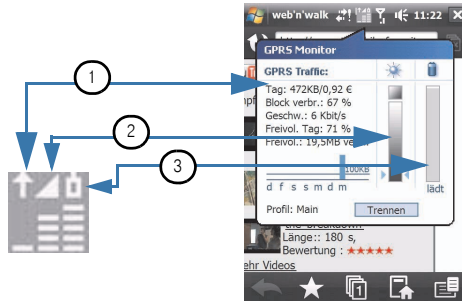 web'n'walk 11:22
GPRS Monitor
GPRS Traffic:
Tag: 472KB/0,92 €
Block verbr.: 67 %
Geschw.: 6 Kbit/s
Freivol. Tag: 71 %
Freivol.: 19,5MB
100KB
d f s s m d m
lädt
Profil: Main
Trennen
Länge:: 180 s,
Bewertung :
ehr Videos
1
1
2
3